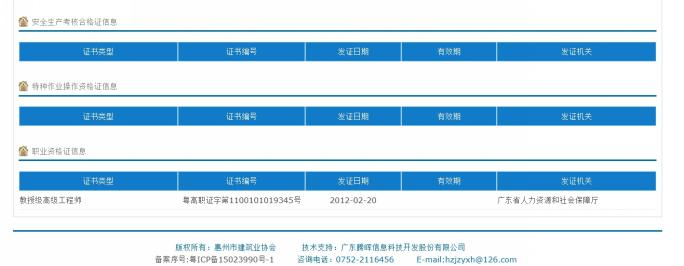 安全生产考核合格证信息
证书类型 证书编号 发证日期 有效期 发证机关
特种作业操作资格证信息
证书类型 证书编号 发证日期 有效期 发证机关
职业资格证信息
证书类型 证书编号 发证日期 有效期 发证机关
教授级高级工程师 粤高职证字第1100101019345号 2012-02-20 广东省人力资源和社会保障厅
版权所有：惠州市建筑业协会 技术支持：广东腾晖信息科技开发股份有限公司
备案序号:粤ICP备15023990号-1 咨询电话：0752-2116456 E-mail:hzjzyxh@126.com